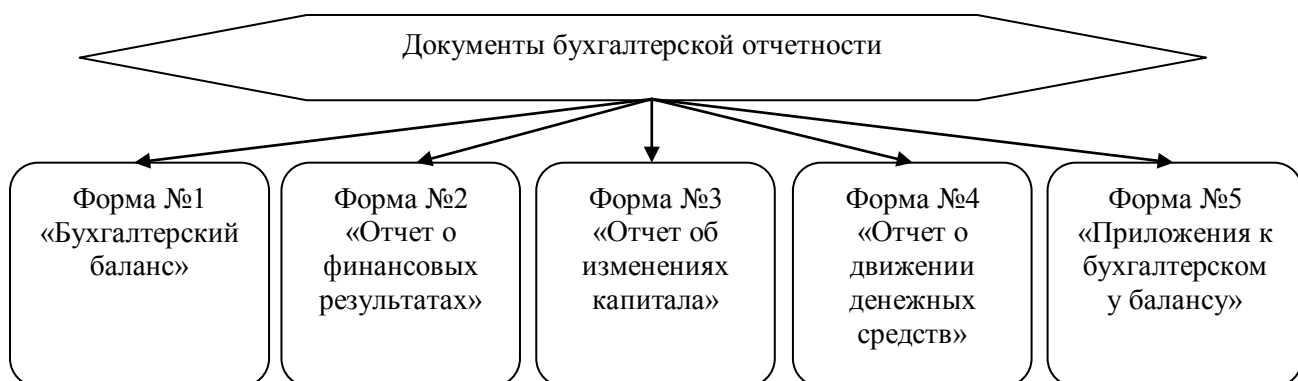 Документы бухгалтерской отчетности
Форма №1
«Бухгалтерский
баланс»
Форма №2
«Отчет о
финансовых
результатах»
Форма №3
«Отчет об
изменениях
капитала»
Форма №4
«Отчет о
движении
денежных
средств»
Форма №5
«Приложения к
бухгалтерском
у балансу»